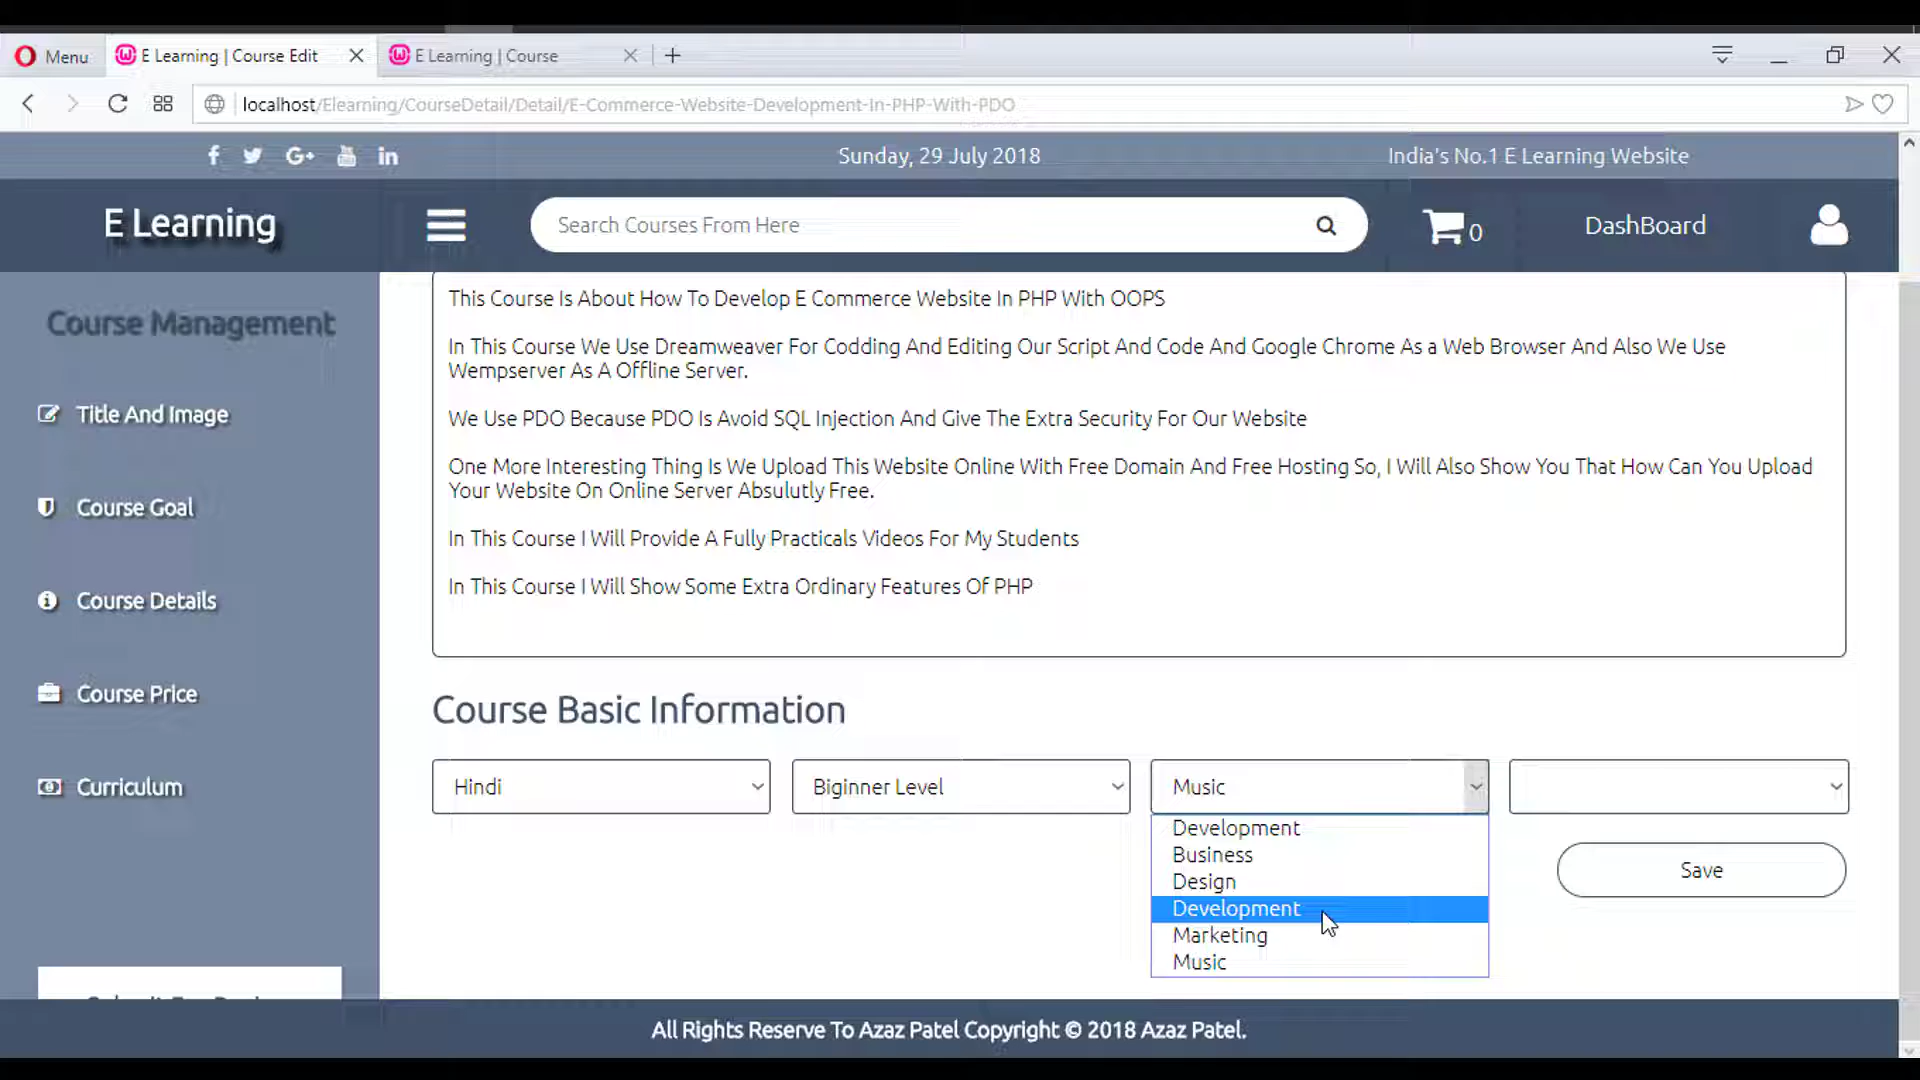 Menu
E Learning | Course Edit
E Learning | Course
localhost/Elearning/CourseDetail/Detail/E-Commerce-Website-Development-In-PHP-With-PDO
Sunday, 29 July 2018
India's No.1 E Learning Website
E Learning
Search Courses From Here
0
DashBoard
Course Management
Title And Image
Course Goal
Course Details
Course Price
Curriculum
This Course Is About How To Develop E Commerce Website In PHP With OOPS
In This Course We Use Dreamweaver For Codding And Editing Our Script And Code And Google Chrome As a Web Browser And Also We Use
Wempserver As A Offline Server.
We Use PDO Because PDO Is Avoid SQL Injection And Give The Extra Security For Our Website
One More Interesting Thing Is We Upload This Website Online With Free Domain And Free Hosting So, I Will Also Show You That How Can You Upload
Your Website On Online Server Absulutly Free.
In This Course I Will Provide A Fully Practicals Videos For My Students
In This Course I Will Show Some Extra Ordinary Features Of PHP
Course Basic Information
Hindi
Biginner Level
Music
Development
Business
Design
Development
Marketing
Music
Save
All Rights Reserve To Azaz Patel Copyright © 2018 Azaz Patel.